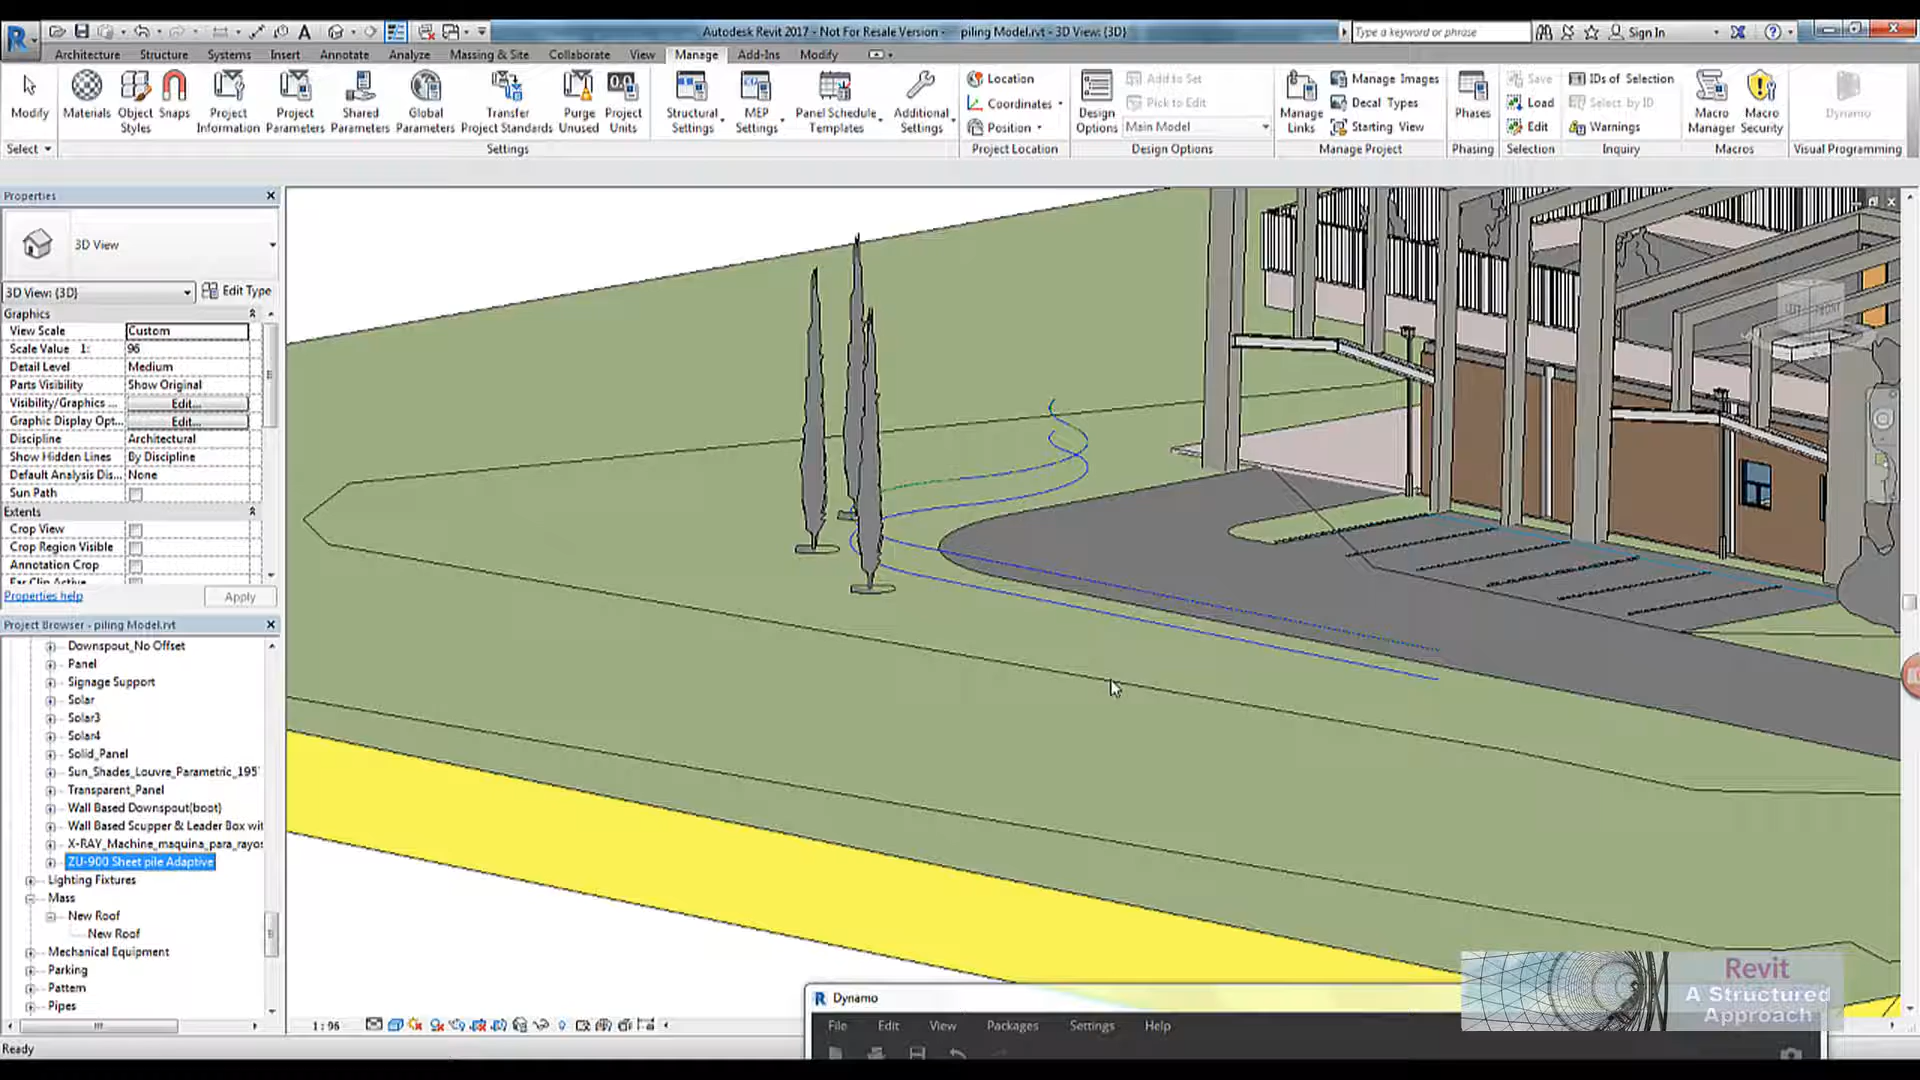 Autodesk Revit 2017 - Not For Resale Version - piling Model.rvt - 3D View: {3D}
Type a keyword or phrase
Sign In
Architecture Structure Systems Insert Annotate Analyze Massing & Site Collaborate View Manage Add-Ins Modify
Modify
Materials
Object Styles
Snaps
Project Information
Project Parameters
Shared Parameters
Global Parameters
Transfer Project Standards
Purge Unused
Project Units
Structural Settings
MEP Settings
Panel Schedule Templates
Additional Settings
Location
Coordinates
Position
Design Options
Add to Set
Pick to Edit
Main Model
Manage Links
Manage Images
Decal Types
Starting View
Phases
Save
Load
Edit
IDs of Selection
Select by ID
Warnings
Macro Manager
Macro Security
Dynamo
Select Settings Project Location Design Options Manage Project Phasing Selection Inquiry Macros Visual Programming
Properties
3D View
3D View: {3D} Edit Type
Graphics
View Scale Custom
Scale Value 1: 96
Detail Level Medium
Parts Visibility Show Original
Visibility/Graphics ... Edit...
Graphic Display Opt... Edit...
Discipline Architectural
Show Hidden Lines By Discipline
Default Analysis Dis... None
Sun Path
Extents
Crop View
Crop Region Visible
Annotation Crop
Far Clip Active
Properties help Apply
Project Browser - piling Model.rvt
Downspout_No Offset
Panel
Signage Support
Solar
Solar3
Solar4
Solid_Panel
Sun_Shades_Louvre_Parametric_195
Transparent_Panel
Wall Based Downspout(boot)
Wall Based Scupper & Leader Box wit
X-RAY_Machine_maquina_para_rayos
ZU-900 Sheet pile Adaptive
Lighting Fixtures
Mass
New Roof
New Roof
Mechanical Equipment
Parking
Pattern
Pipes
FRONT
1 : 96
Ready
Dynamo
File Edit View Packages Settings Help
Revit
A Structured
Approach